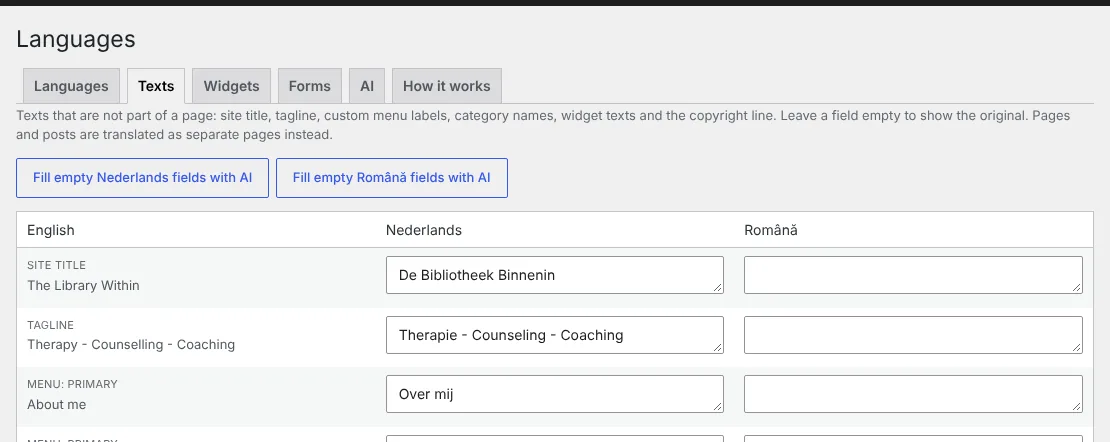 Languages
Languages Texts Widgets Forms AI How it works
Texts that are not part of a page: site title, tagline, custom menu labels, category names, widget texts and the copyright line. Leave a field empty to show the original. Pages
and posts are translated as separate pages instead.
Fill empty Nederlands fields with AI Fill empty Română fields with AI
English Nederlands Română
SITE TITLE
The Library Within De Bibliotheek Binnenin
TAGLINE
Therapy - Counselling - Coaching Therapie - Counseling - Coaching
MENU: PRIMARY
About me Over mij
MENU: PRIMARY